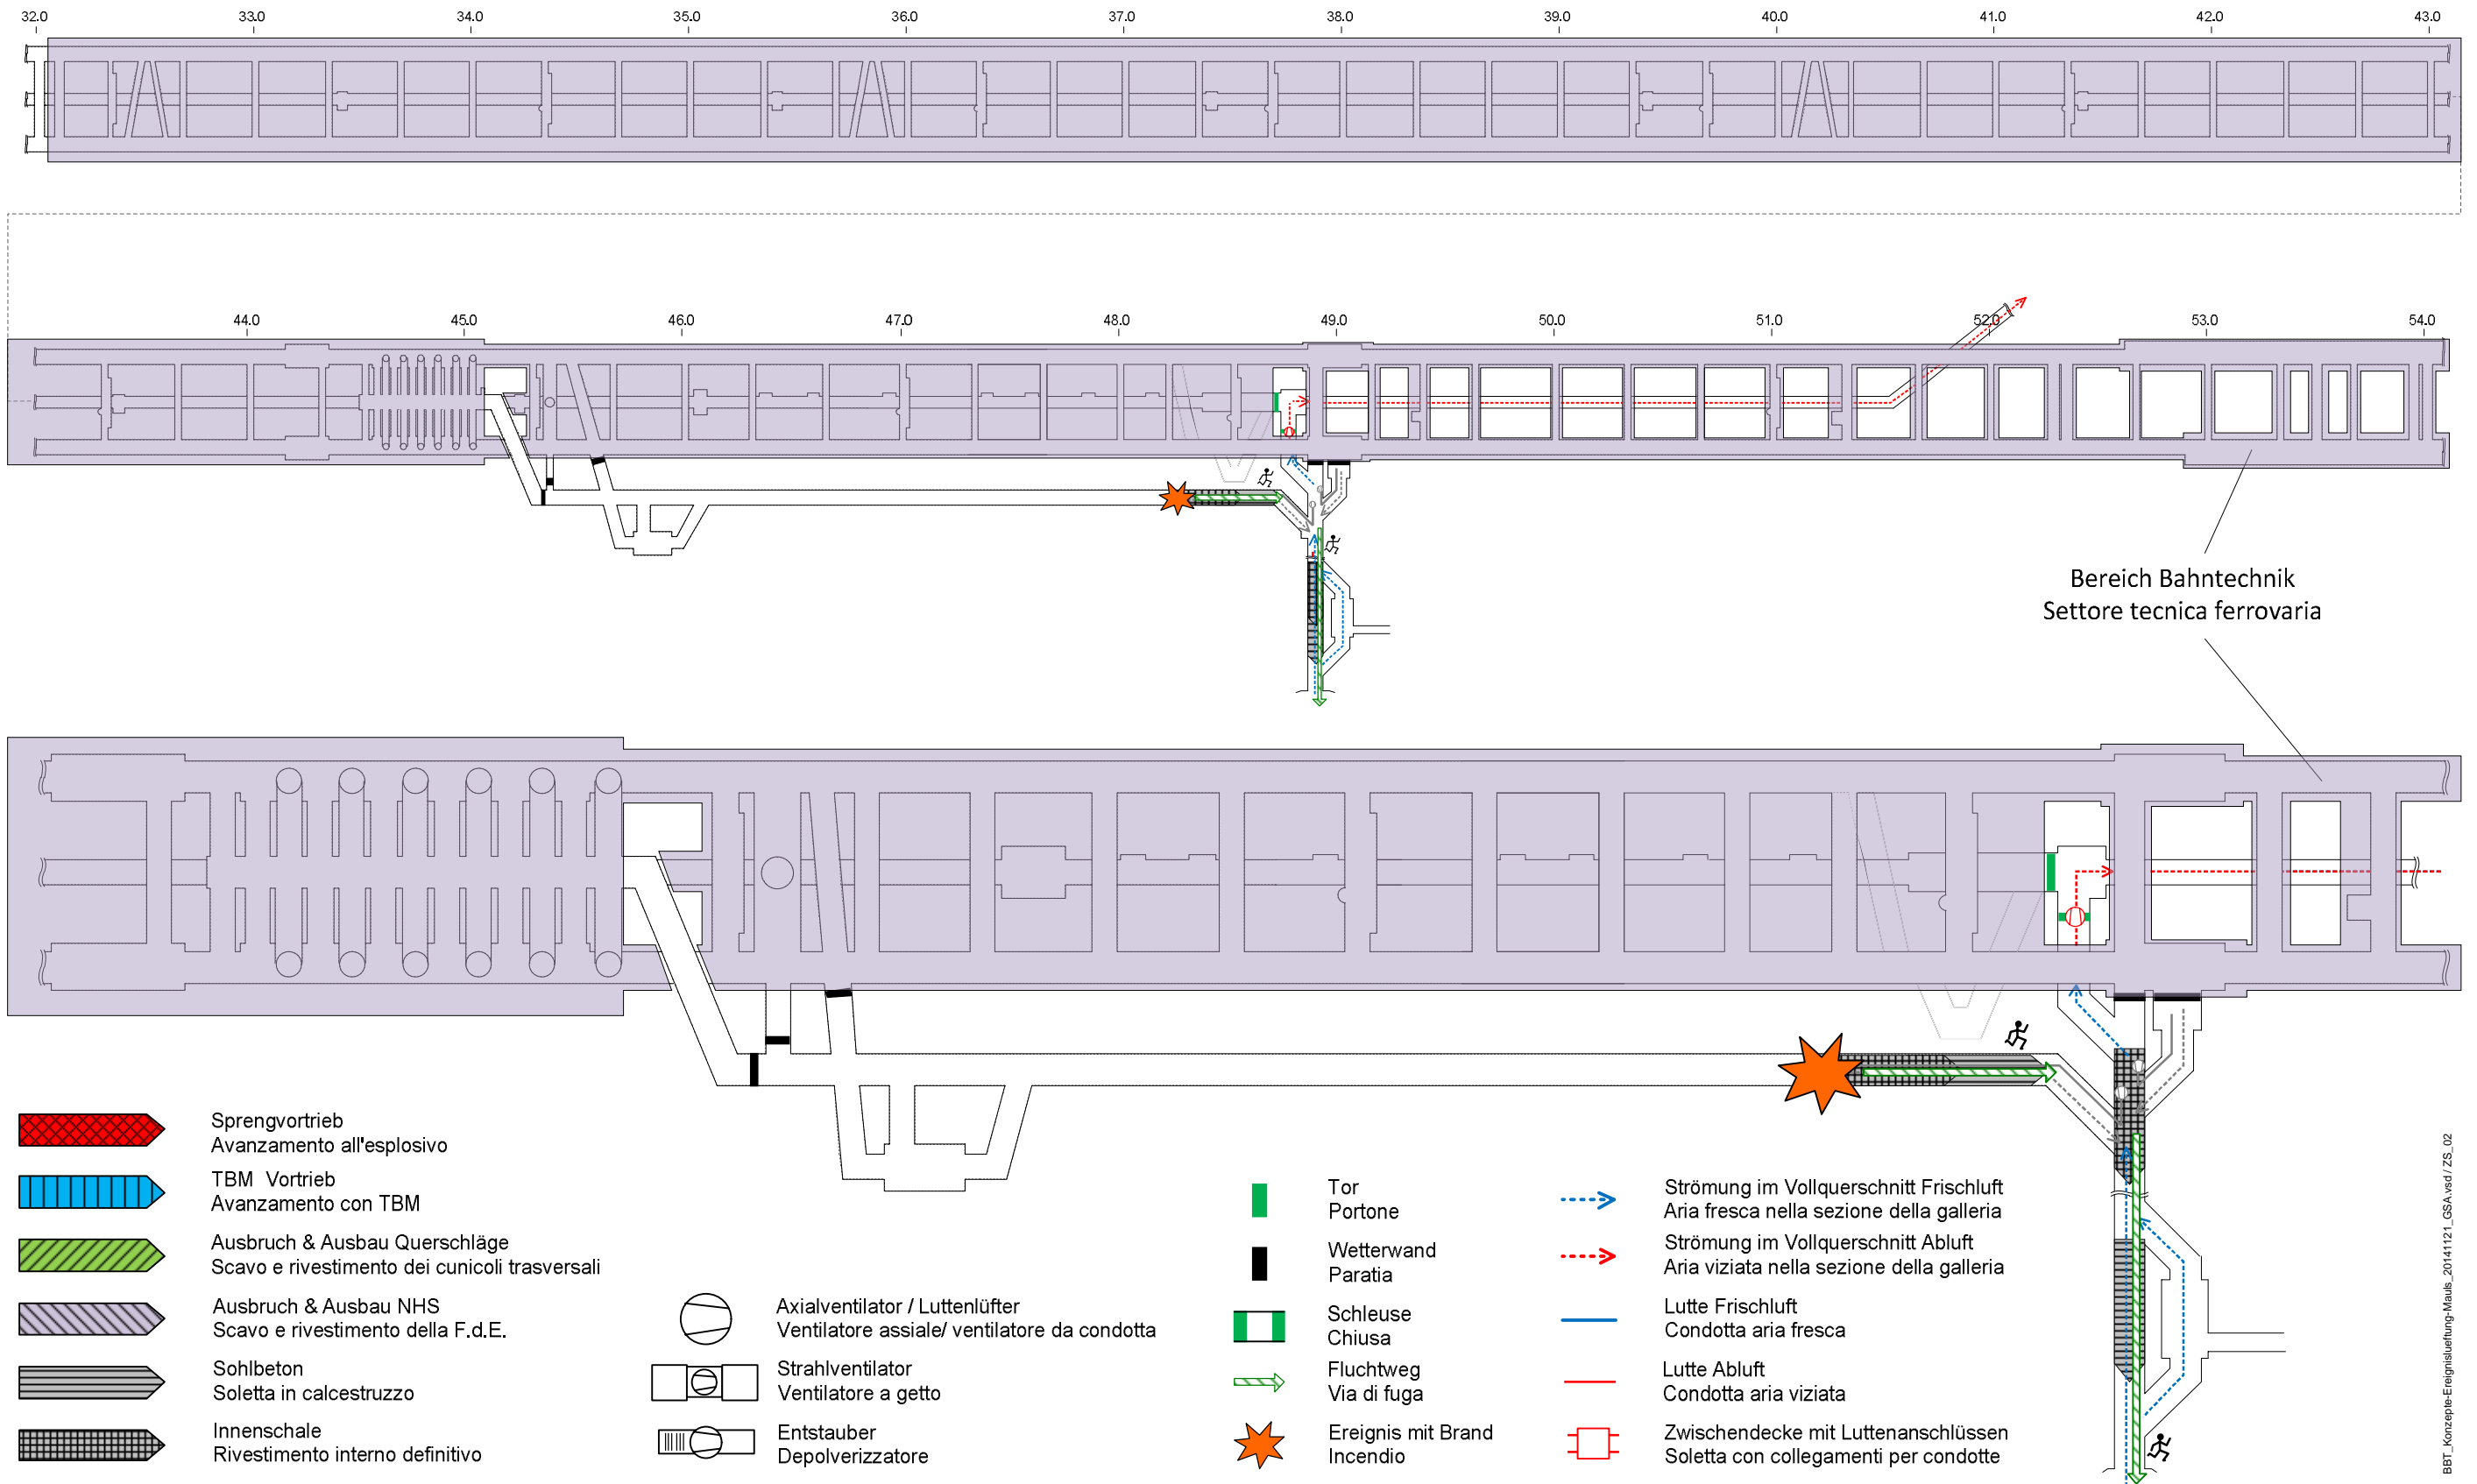 32.0 33.0 34.0 35.0 36.0 37.0 38.0 39.0 40.0 41.0 42.0 43.0
44.0 45.0 46.0 47.0 48.0 49.0 50.0 51.0 52.0 53.0 54.0
Bereich Bahntechnik
Settore tecnica ferrovaria
Sprengvortrieb
Avanzamento all'esplosivo
TBM Vortrieb
Avanzamento con TBM
Ausbruch & Ausbau Querschläge
Scavo e rivestimento dei cunicoli trasversali
Ausbruch & Ausbau NHS
Scavo e rivestimento della F.d.E.
Sohlbeton
Soletta in calcestruzzo
Innenschale
Rivestimento interno definitivo
Axialventilator / Luttenlüfter
Ventilatore assiale/ ventilatore da condotta
Strahlventilator
Ventilatore a getto
Entstauber
Depolverizzatore
Tor
Portone
Wetterwand
Paratia
Schleuse
Chiusa
Fluchtweg
Via di fuga
Ereignis mit Brand
Incendio
Strömung im Vollquerschnitt Frischluft
Aria fresca nella sezione della galleria
Strömung im Vollquerschnitt Abluft
Aria viziata nella sezione della galleria
Lutte Frischluft
Condotta aria fresca
Lutte Abluft
Condotta aria viziata
Zwischendecke mit Luttenanschlüssen
Soletta con collegamenti per condotte
BBT_Konzepte-Ereignislueftung-Mauls_20141121_GSA.vsd / ZS_02